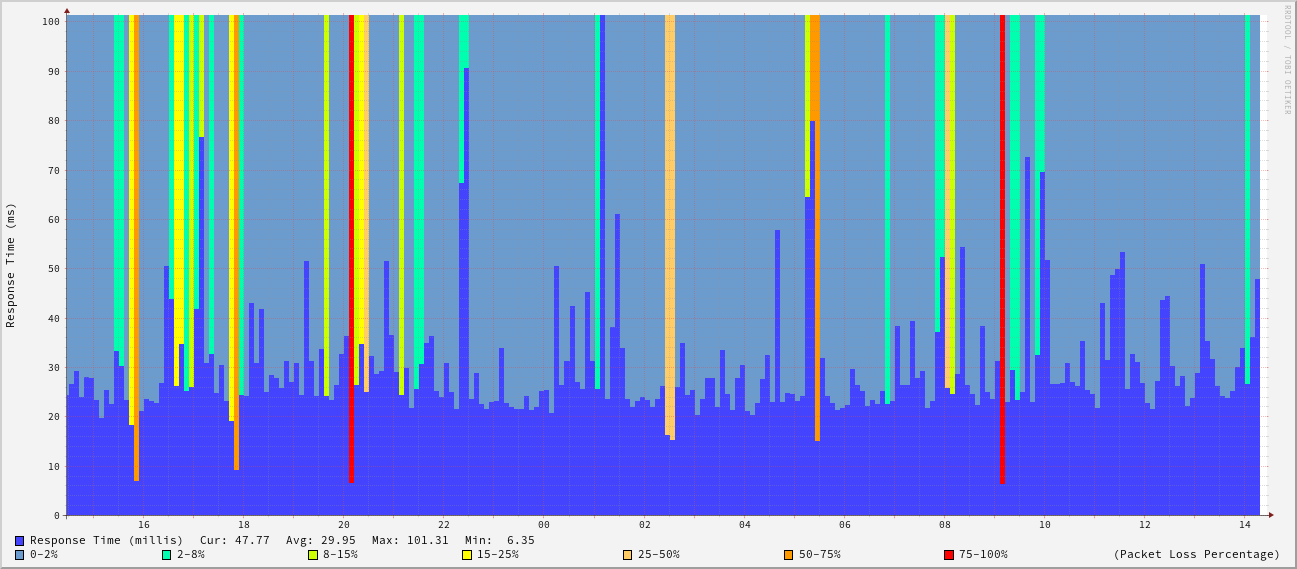 RRDTOOL / TOBI OETIKER
Response Time (ms)
100
90
80
70
60
50
40
30
20
10
0
16 18 20 22 00 02 04 06 08 10 12 14
Response Time (millis) Cur: 47.77 Avg: 29.95 Max: 101.31 Min: 6.35
0-2% 2-8% 8-15% 15-25% 25-50% 50-75% 75-100% (Packet Loss Percentage)